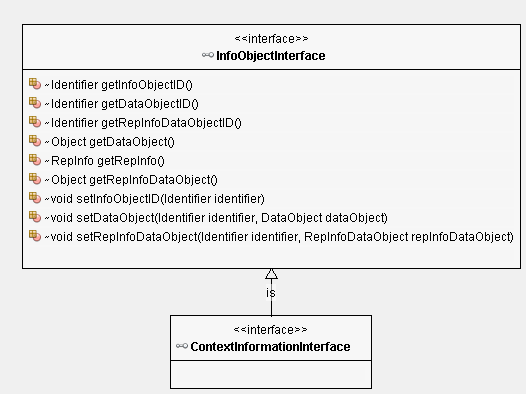 <<interface>>
InfoObjectInterface
~Identifier getInfoObjectID()
~Identifier getDataObjectID()
~Identifier getRepInfoDataObjectID()
~Object getDataObject()
~RepInfo getRepInfo()
~Object getRepInfoDataObject()
~void setInfoObjectID(Identifier identifier)
~void setDataObject(Identifier identifier, DataObject dataObject)
~void setRepInfoDataObject(Identifier identifier, RepInfoDataObject repInfoDataObject)
is
<<interface>>
ContextInformationInterface